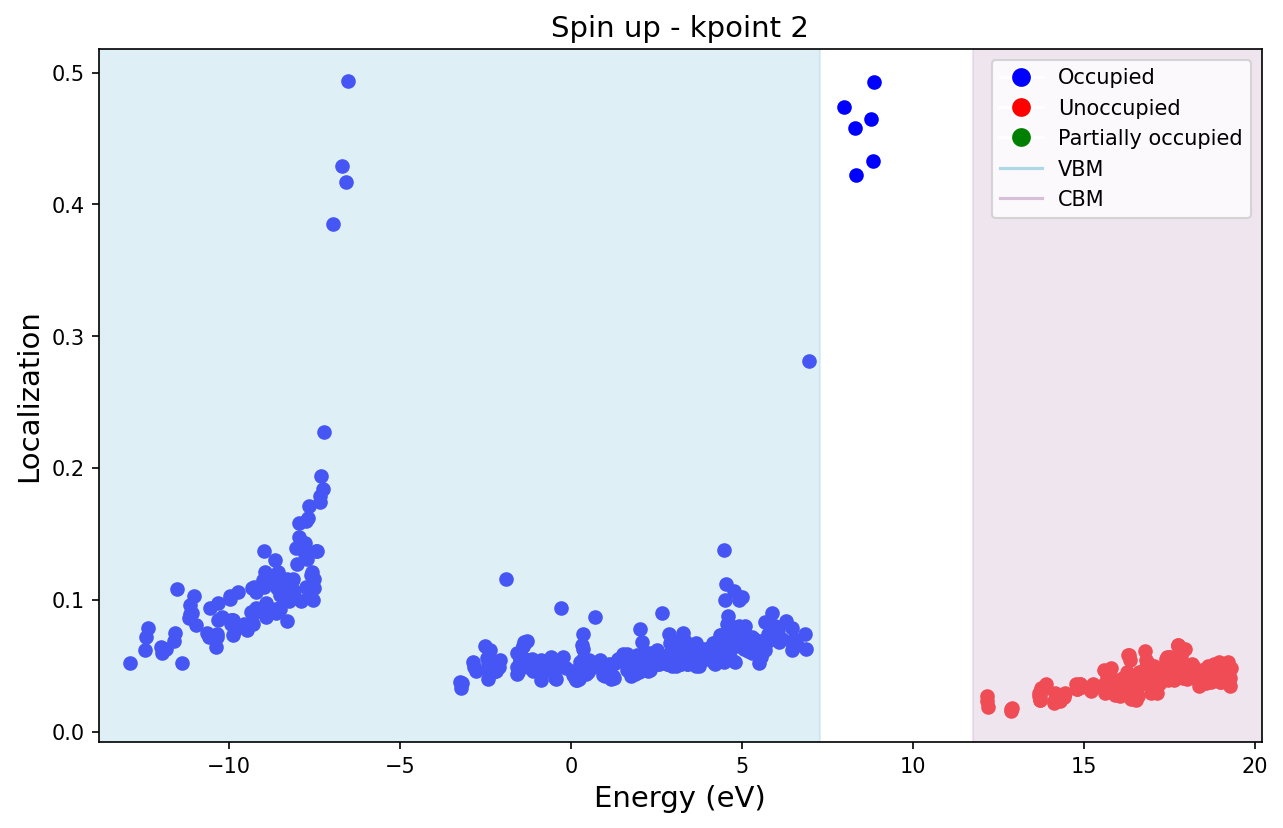 Spin up - kpoint 2
Localization
0.5
0.4
0.3
0.2
0.1
0.0
Occupied
Unoccupied
Partially occupied
VBM
CBM
−10 −5 0 5 10 15 20
Energy (eV)